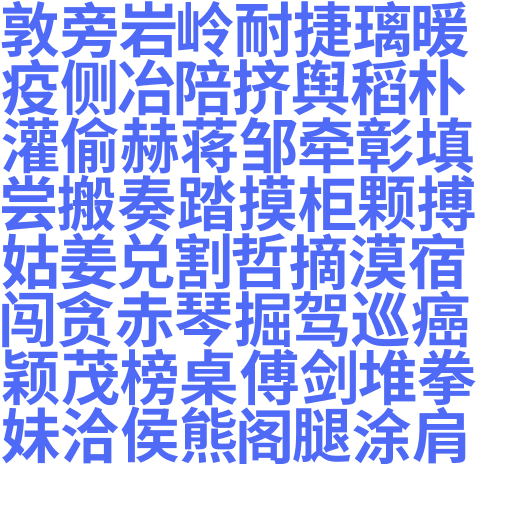 敦旁岩岭耐捷璃暖
疫侧冶陪挤舆稻朴
灌偷赫蒋邹牵彰填
尝搬奏踏摸柜颗搏
姑姜兑割哲摘漠宿
闯贪赤琴掘驾巡癌
颖茂榜桌傅剑堆拳
妹洽侯熊阁腿涂肩